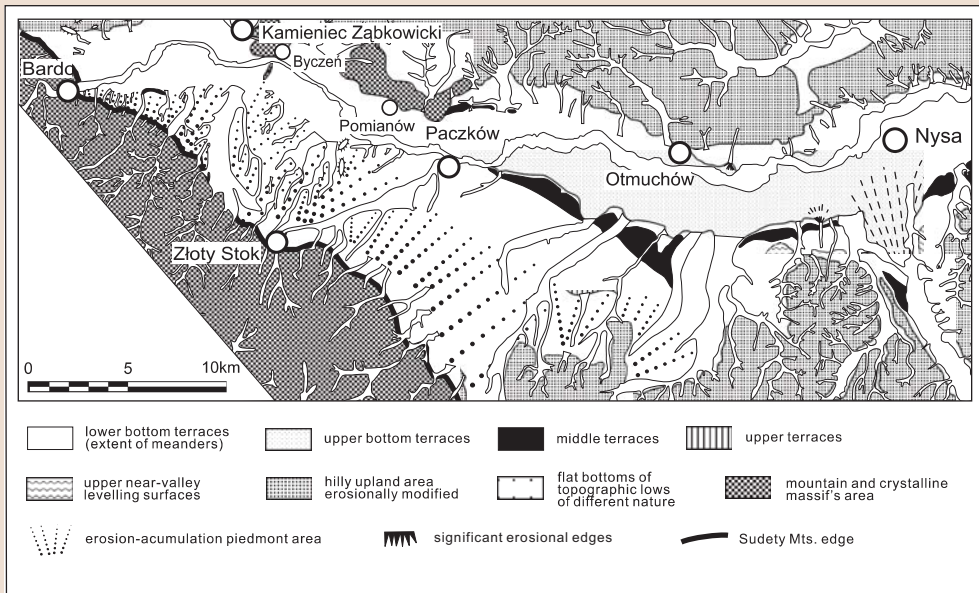 Kamieniec Ząbkowicki
Byczeń
Bardo
Pomianów
Paczków
Nysa
Otmuchów
Złoty Stok
0 5 10km
lower bottom terraces
(extent of meanders)
upper bottom terraces
middle terraces
upper terraces
upper near-valley
levelling surfaces
hilly upland area
erosionally modified
flat bottoms of
topographic lows
of different nature
mountain and crystalline
massif's area
erosion-acumulation piedmont area
significant erosional edges
Sudety Mts. edge